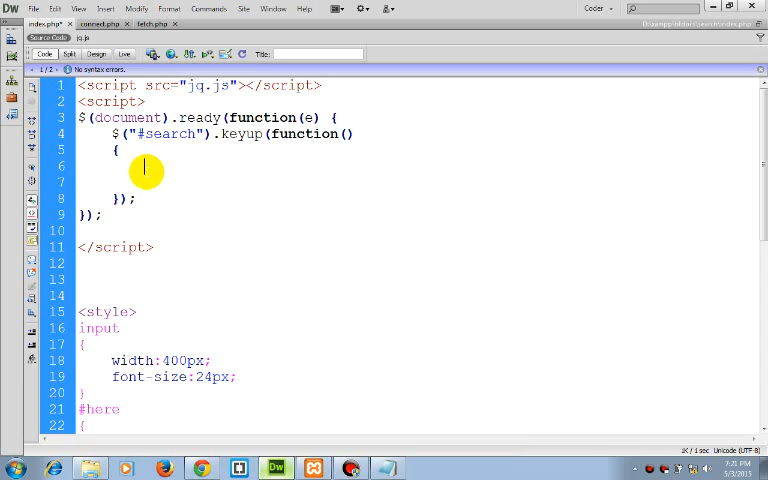 DW File Edit View Insert Modify Format Commands Site Window Help Coder
index.php* × connect.php × fetch.php × D:\xampp\htdocs\Search\index.php
Source Code jq.js
Code Split Design Live Title:
1 / 2 No syntax errors.
1 <script src="jq.js"></script>
2 <script>
3 $(document).ready(function(e) {
4 $("#search").keyup(function()
5 {
6
7
8 });
9 });
10
11 </script>
12
13
14
15 <style>
16 input
17 {
18 width:400px;
19 font-size:24px;
20 }
21 #here
22 {
1K / 1 sec Unicode (UTF-8)
Dw
7:21 PM
5/3/2015